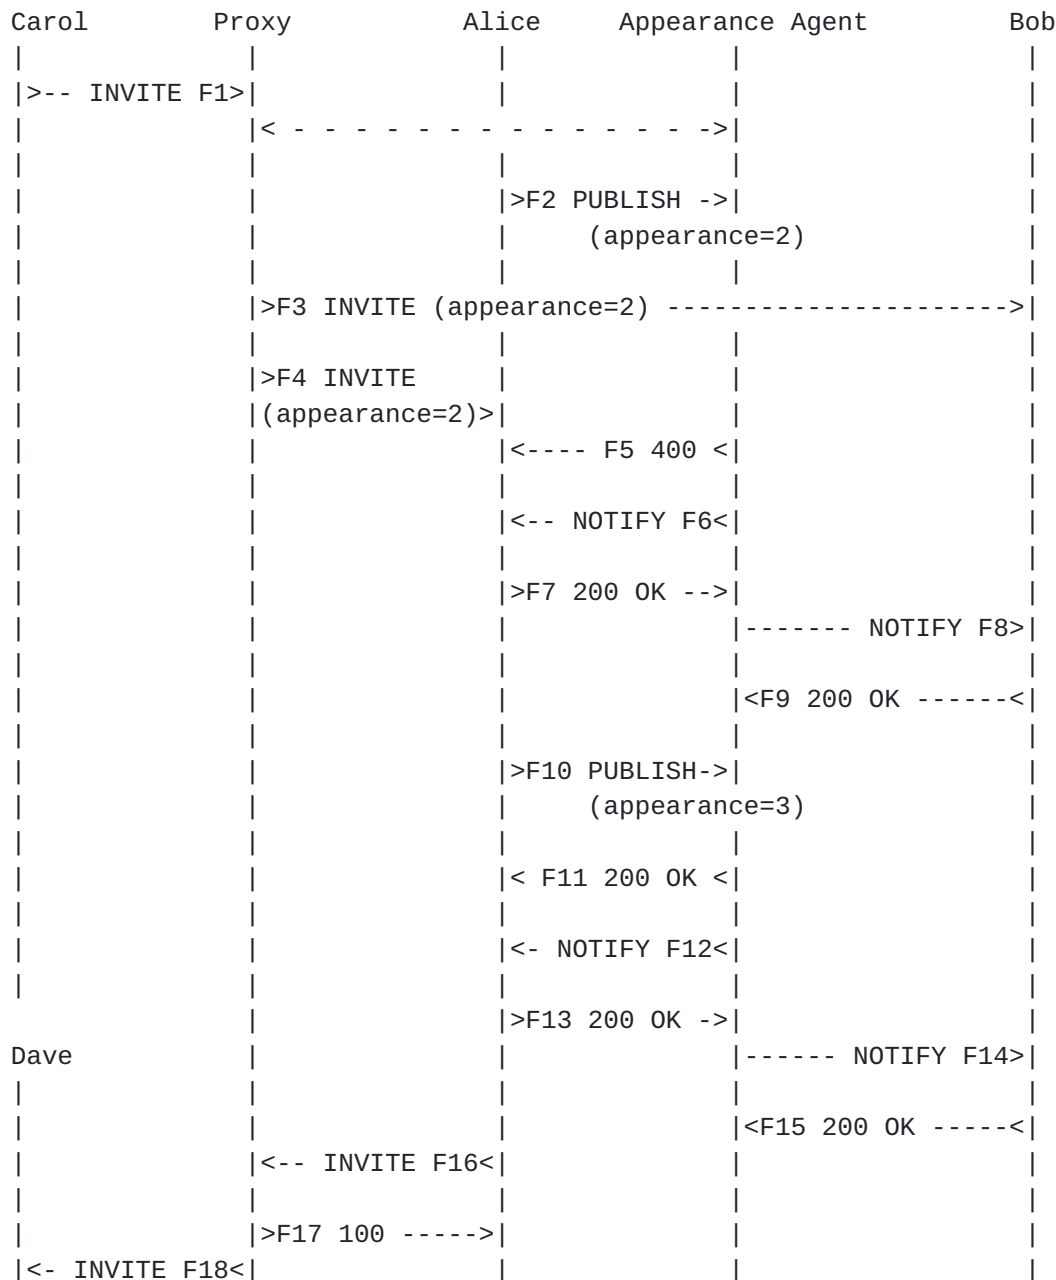 Carol        Proxy           Alice     Appearance Agent         Bob
|               |               |              |                  |
|>-- INVITE F1>|               |              |                  |
|               |< - - - - - - - - - - - - - - ->|                  |
|               |               |              |                  |
|               |               |>F2 PUBLISH ->|                  |
|               |               |     (appearance=2)              |
|               |               |              |                  |
|               |>F3 INVITE (appearance=2) ---------------------->|
|               |               |              |                  |
|               |>F4 INVITE     |              |                  |
|               |(appearance=2)>|              |                  |
|               |               |<---- F5 400 <|                  |
|               |               |              |                  |
|               |               |<-- NOTIFY F6<|                  |
|               |               |              |                  |
|               |               |>F7 200 OK -->|                  |
|               |               |              |------- NOTIFY F8>|
|               |               |              |                  |
|               |               |              |<F9 200 OK ------<|
|               |               |              |                  |
|               |               |>F10 PUBLISH->|                  |
|               |               |     (appearance=3)              |
|               |               |              |                  |
|               |               |< F11 200 OK <|                  |
|               |               |              |                  |
|               |               |<- NOTIFY F12<|                  |
|               |               |              |                  |
                |               |>F13 200 OK ->|                  |
Dave            |               |              |------ NOTIFY F14>|
|               |               |              |                  |
|               |               |              |<F15 200 OK -----<|
|               |<-- INVITE F16<|              |                  |
|               |               |              |                  |
|               |>F17 100 ----->|              |                  |
|<- INVITE F18<|               |              |                  |